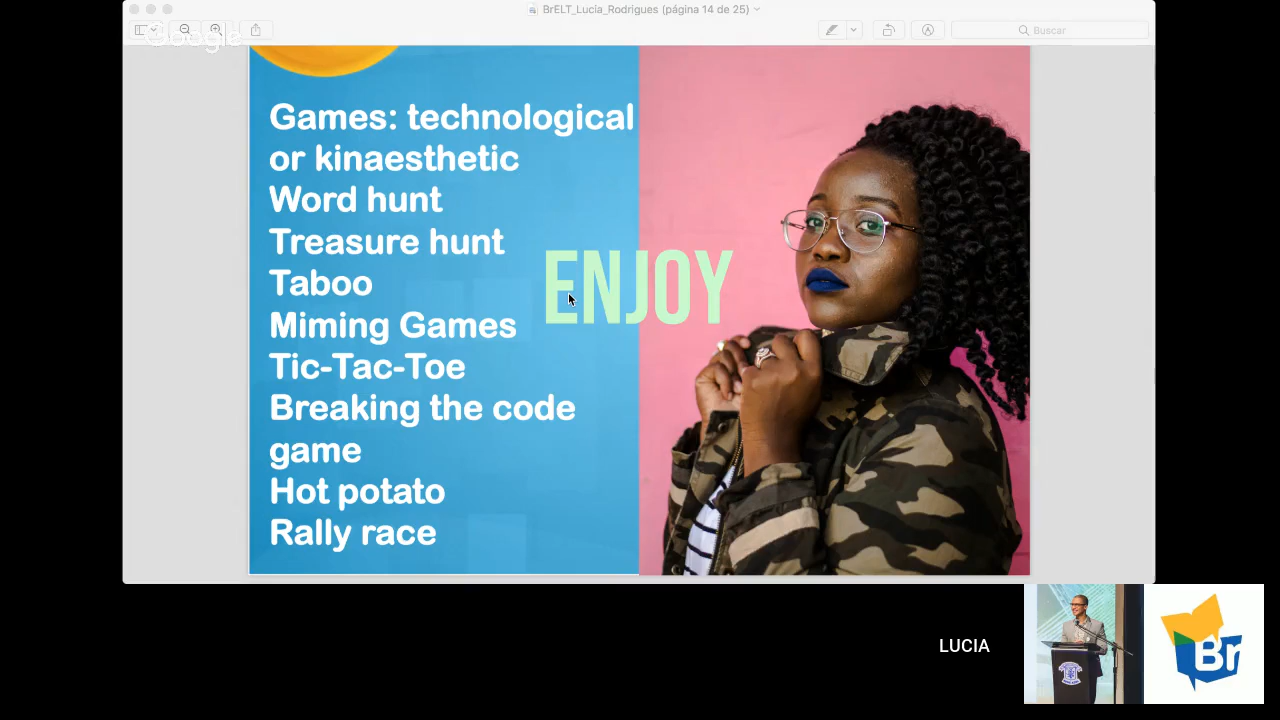 BrELT_Lucia_Rodrigues (página 14 de 25)
Google
Buscar
Games: technological
or kinaesthetic
Word hunt
Treasure hunt
Taboo
Miming Games
Tic-Tac-Toe
Breaking the code
game
Hot potato
Rally race
ENJOY
LUCIA
Br